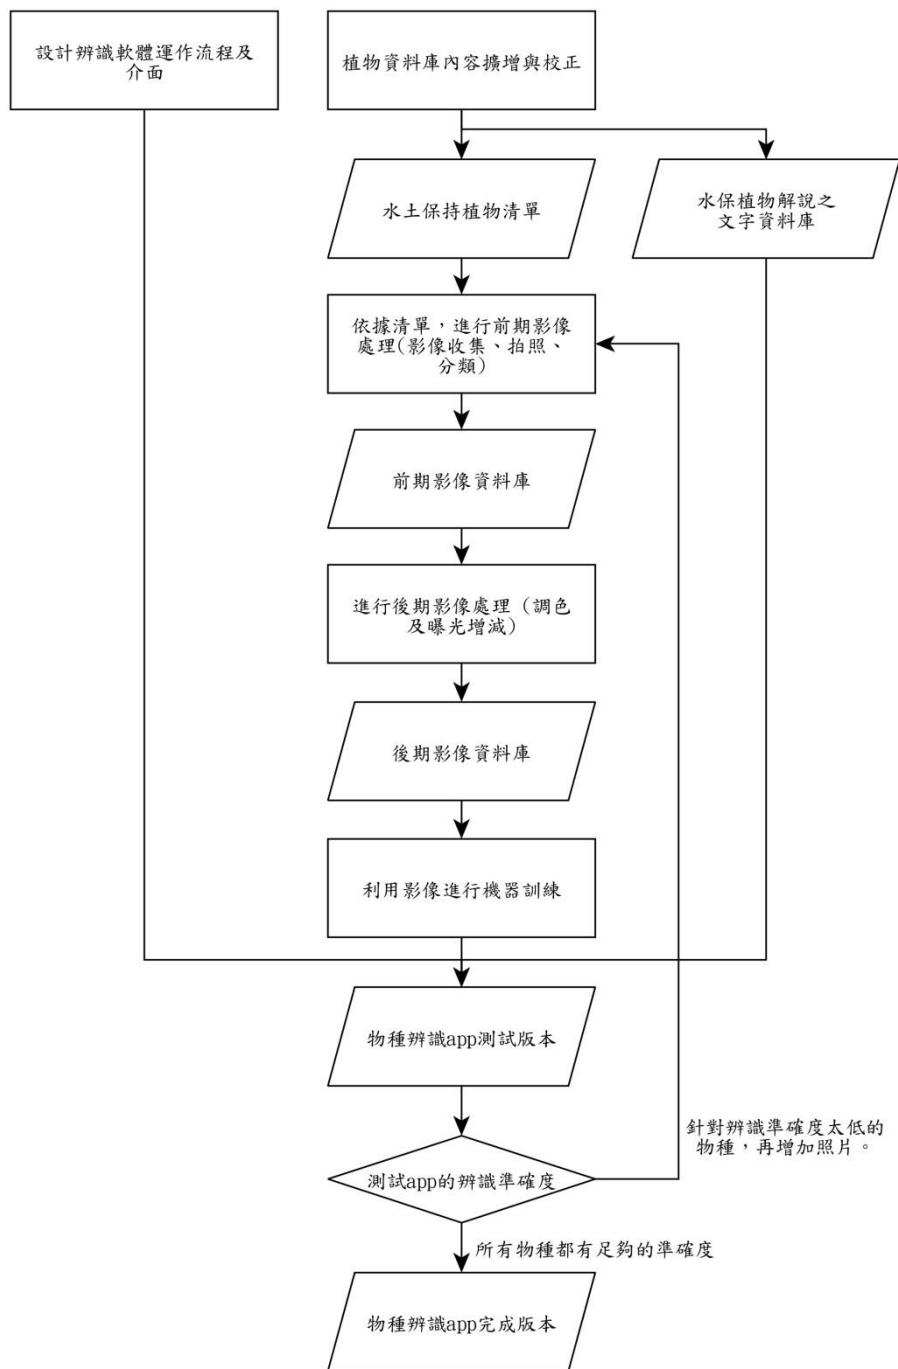 設計辨識軟體運作流程及
介面
植物資料庫內容擴增與校正
水土保持植物清單
水保植物解說之
文字資料庫
依據清單，進行前期影像
處理(影像收集、拍照、
分類)
前期影像資料庫
進行後期影像處理（調色
及曝光增減）
後期影像資料庫
利用影像進行機器訓練
物種辨識app測試版本
針對辨識準確度太低的
物種，再增加照片。
測試app的辨識準確度
所有物種都有足夠的準確度
物種辨識app完成版本